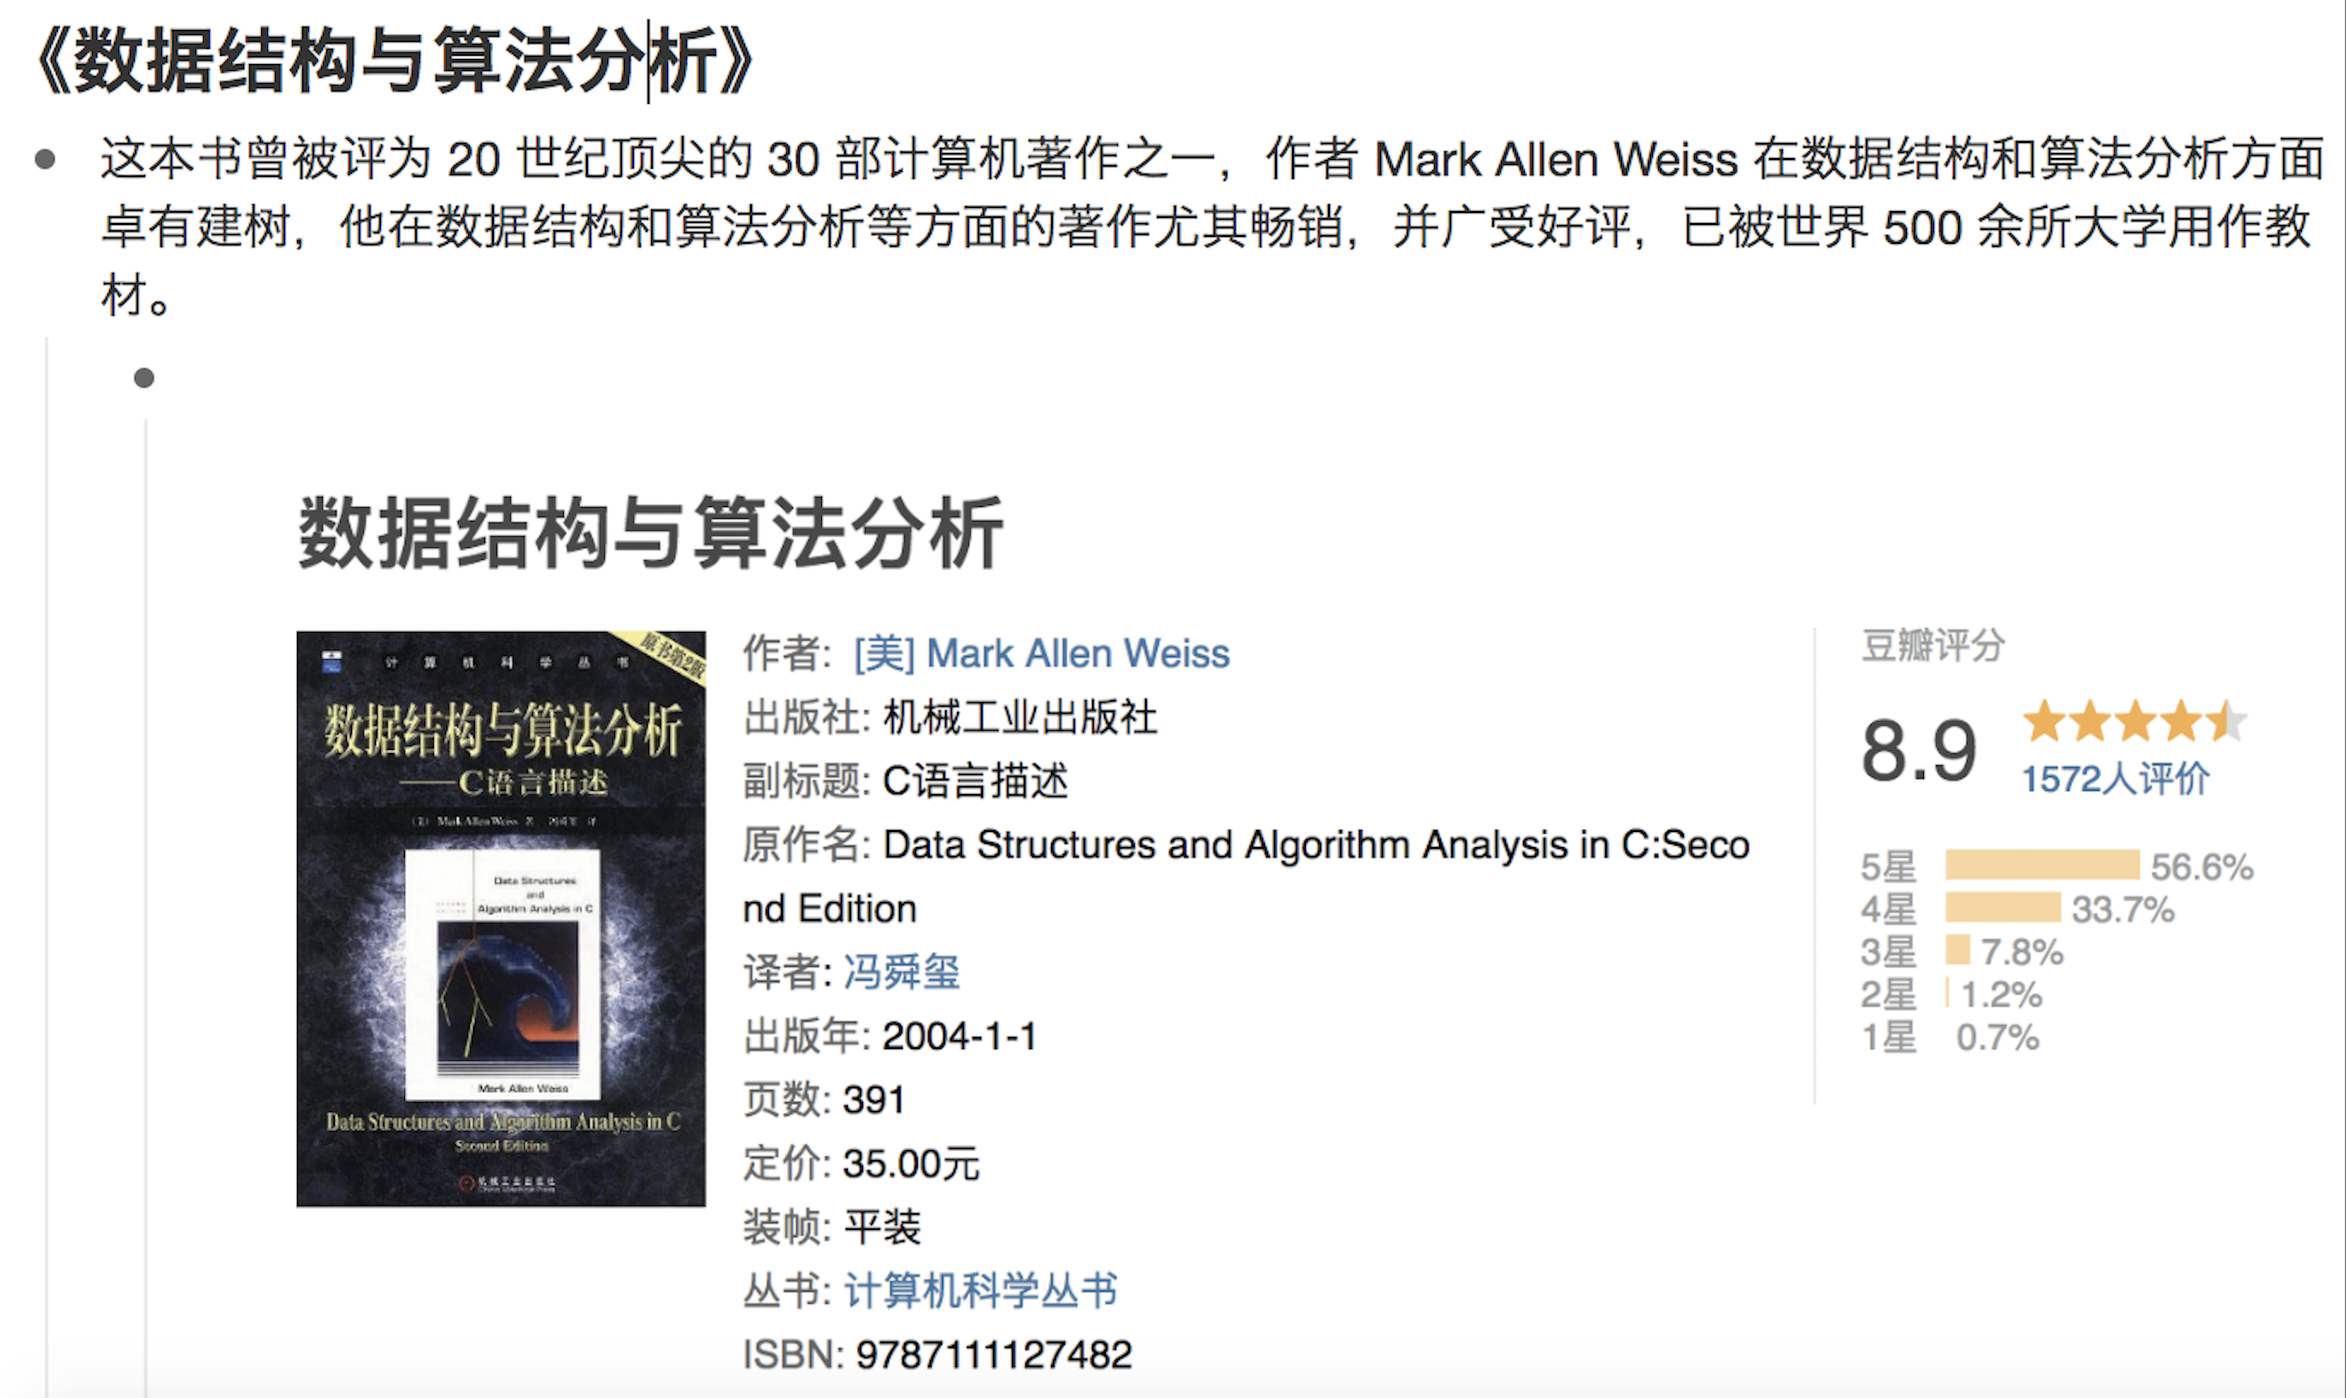 《数据结构与算法分析》
这本书曾被评为 20 世纪顶尖的 30 部计算机著作之一，作者 Mark Allen Weiss 在数据结构和算法分析方面
卓有建树，他在数据结构和算法分析等方面的著作尤其畅销，并广受好评，已被世界 500 余所大学用作教
材。
数据结构与算法分析
原书第2版
计算机科学丛书
数据结构与算法分析
——C语言描述
(美) Mark Allen Weiss 著 冯舜玺 译
Data Structures
and
Algorithm Analysis in C
SECOND
EDITION
Mark Allen Weiss
Data Structures and Algorithm Analysis in C
Second Edition
机械工业出版社
China Machine Press
作者: [美] Mark Allen Weiss
出版社: 机械工业出版社
副标题: C语言描述
原作名: Data Structures and Algorithm Analysis in C:Seco
nd Edition
译者: 冯舜玺
出版年: 2004-1-1
页数: 391
定价: 35.00元
装帧: 平装
丛书: 计算机科学丛书
ISBN: 9787111127482
豆瓣评分
8.9
1572人评价
5星 56.6%
4星 33.7%
3星 7.8%
2星 1.2%
1星 0.7%